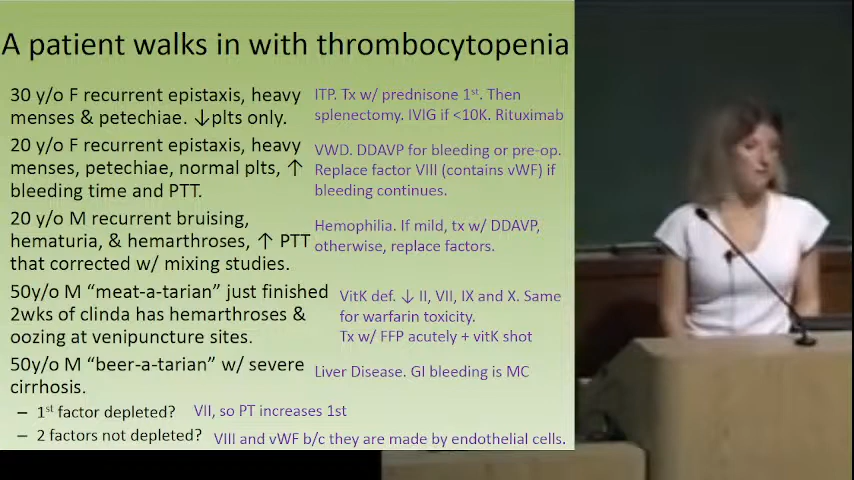 A patient walks in with thrombocytopenia
30 y/o F recurrent epistaxis, heavy
menses & petechiae. ↓plts only.
ITP. Tx w/ prednisone 1st. Then
splenectomy. IVIG if <10K. Rituximab
20 y/o F recurrent epistaxis, heavy
menses, petechiae, normal plts, ↑
bleeding time and PTT.
VWD. DDAVP for bleeding or pre-op.
Replace factor VIII (contains vWF) if
bleeding continues.
20 y/o M recurrent bruising,
hematuria, & hemarthroses, ↑ PTT
that corrected w/ mixing studies.
Hemophilia. If mild, tx w/ DDAVP,
otherwise, replace factors.
50y/o M “meat-a-tarian” just finished
2wks of clinda has hemarthroses &
oozing at venipuncture sites.
VitK def. ↓ II, VII, IX and X. Same
for warfarin toxicity.
Tx w/ FFP acutely + vitK shot
50y/o M “beer-a-tarian” w/ severe
cirrhosis.
Liver Disease. GI bleeding is MC
– 1st factor depleted? VII, so PT increases 1st
– 2 factors not depleted? VIII and vWF b/c they are made by endothelial cells.